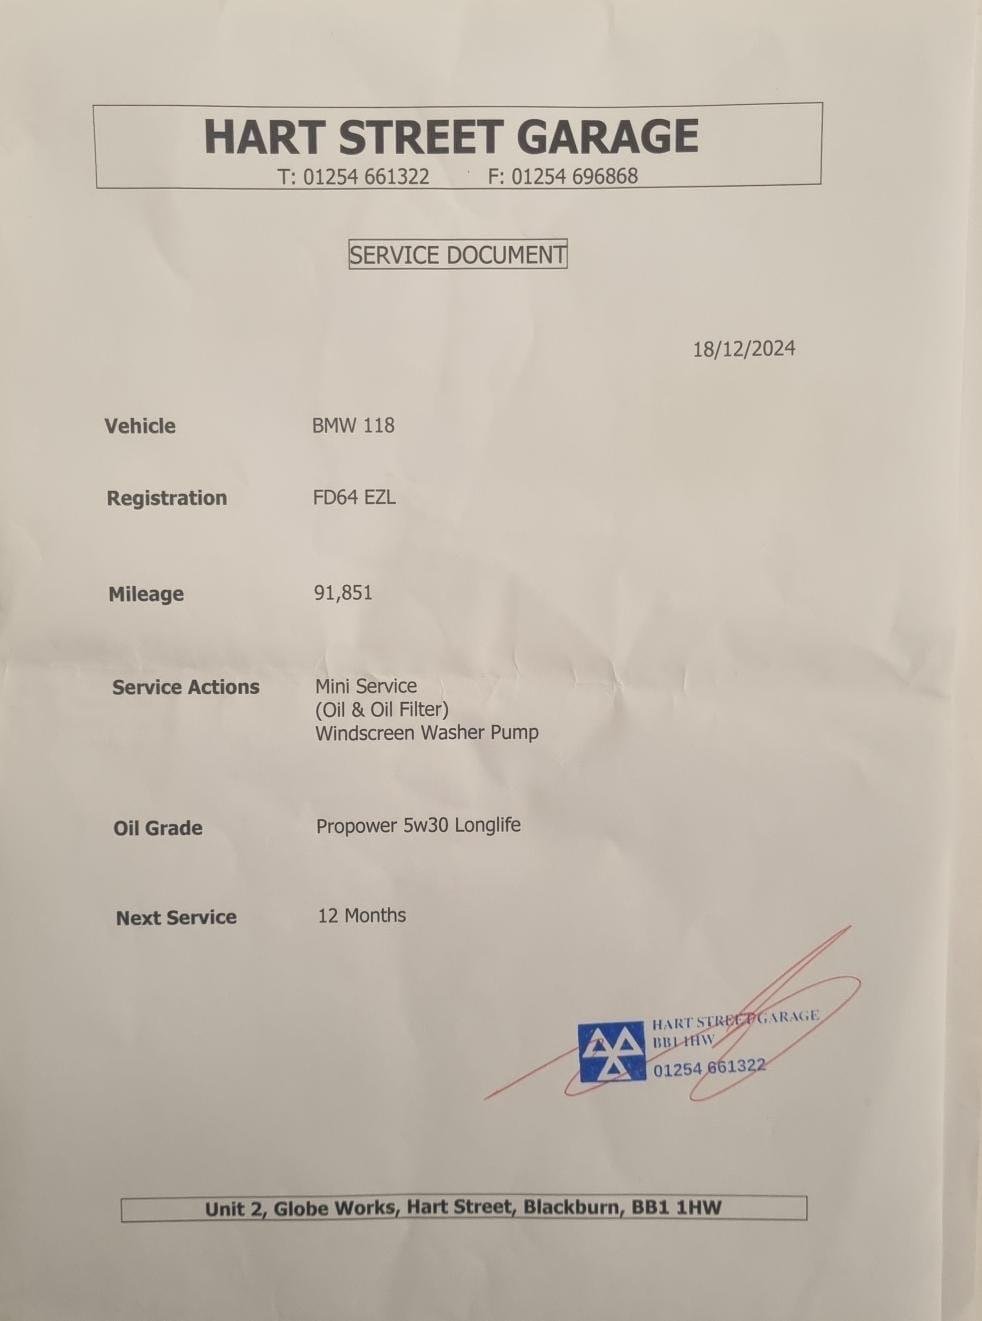 HART STREET GARAGE
T: 01254 661322 F: 01254 696868
SERVICE DOCUMENT
18/12/2024
Vehicle BMW 118
Registration FD64 EZL
Mileage 91,851
Service Actions Mini Service
(Oil & Oil Filter)
Windscreen Washer Pump
Oil Grade Propower 5w30 Longlife
Next Service 12 Months
HART STREET GARAGE
BB1 1HW
01254 661322
Unit 2, Globe Works, Hart Street, Blackburn, BB1 1HW